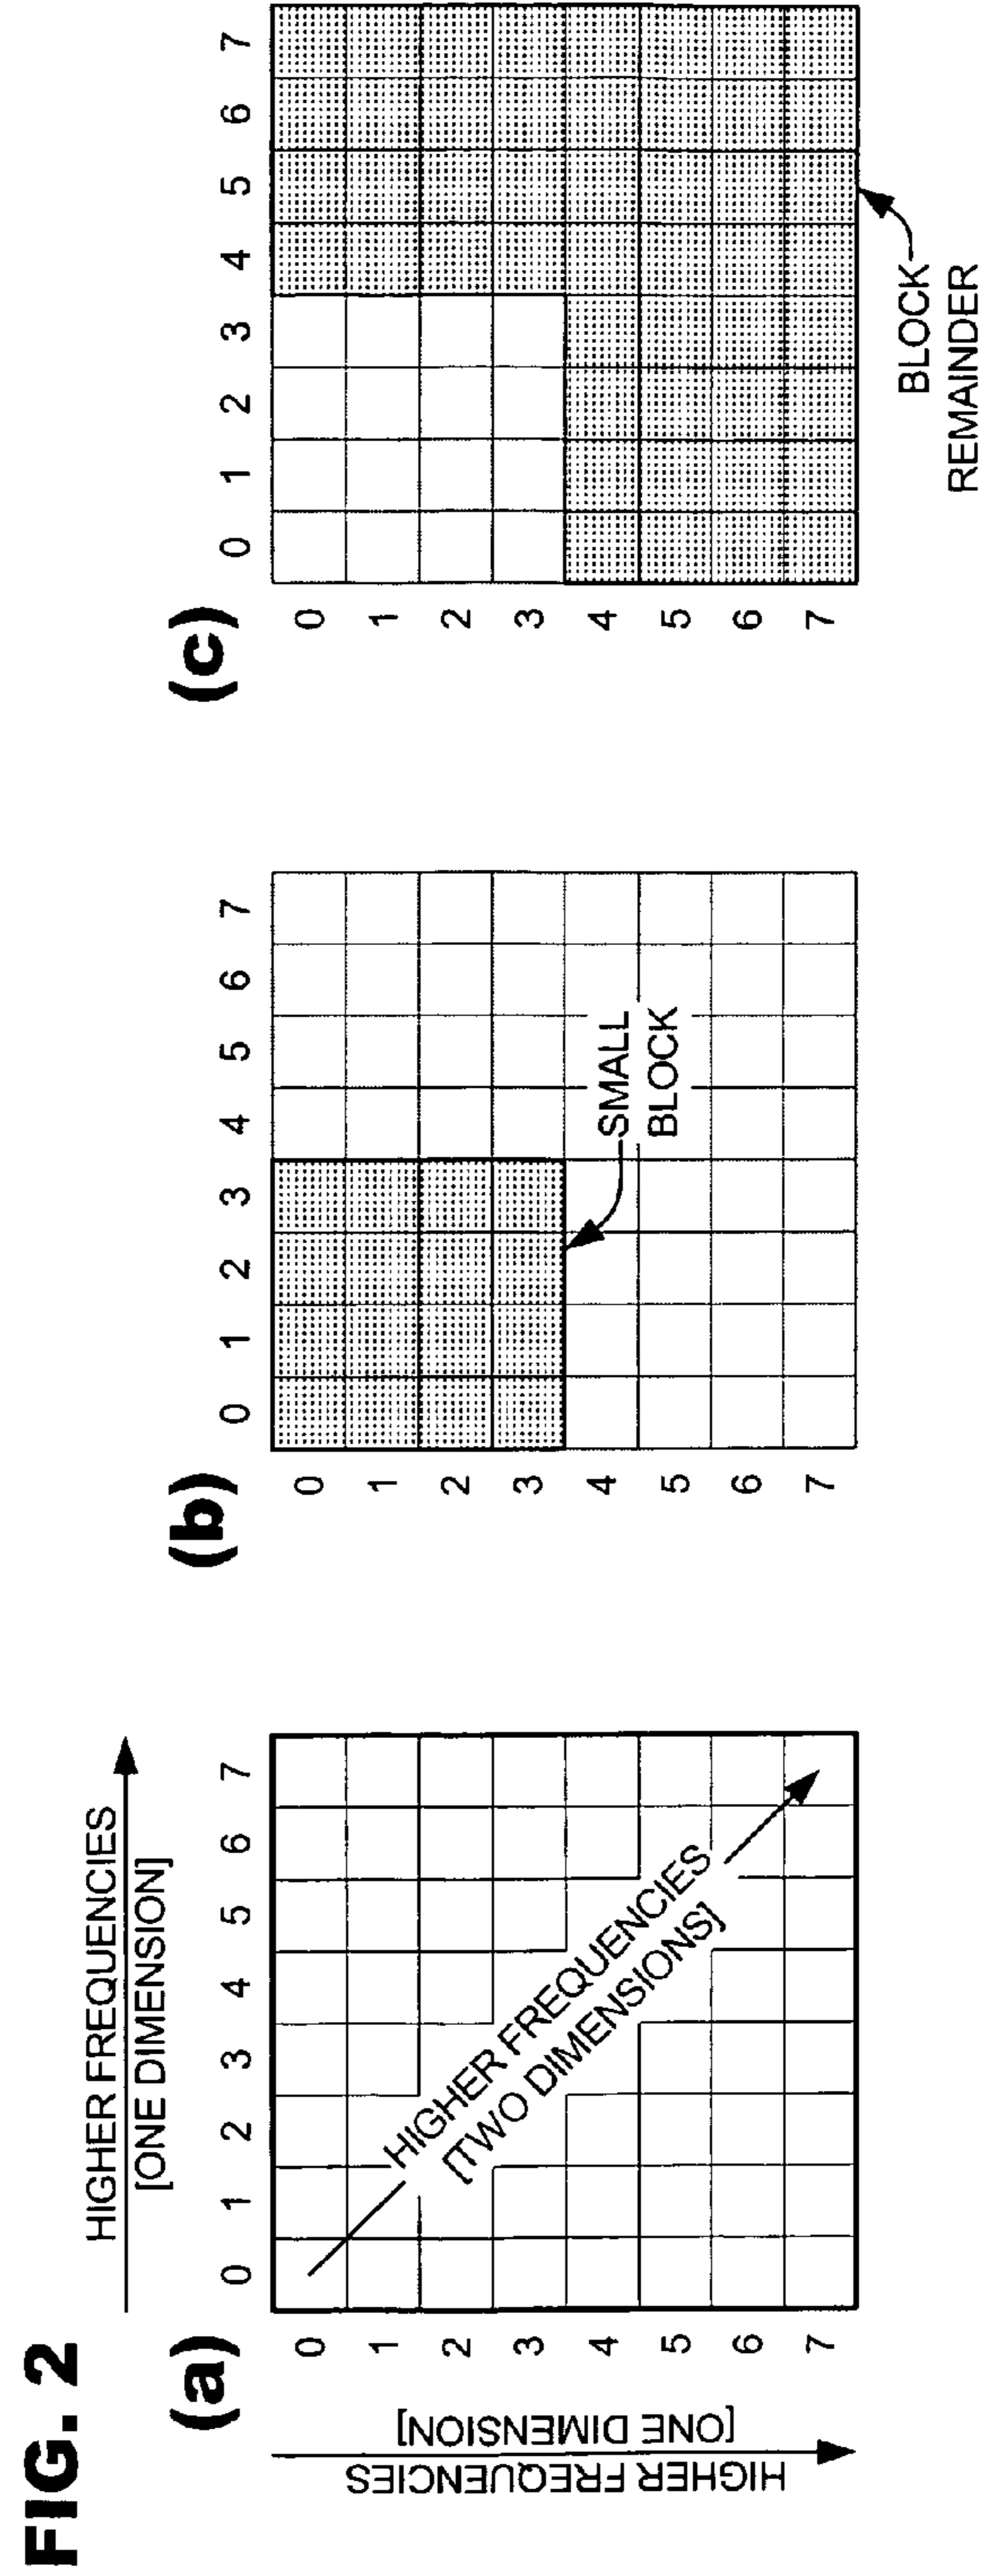 FIG. 2
HIGHER FREQUENCIES
[ONE DIMENSION]
(a)
0 1 2 3 4 5 6 7
0
1
2
3
4
5
6
7
HIGHER FREQUENCIES
[ONE DIMENSION]
HIGHER FREQUENCIES
[TWO DIMENSIONS]
(b)
0 1 2 3 4 5 6 7
0
1
2
3
4
5
6
7
SMALL
BLOCK
(c)
0 1 2 3 4 5 6 7
0
1
2
3
4
5
6
7
BLOCK-
REMAINDER